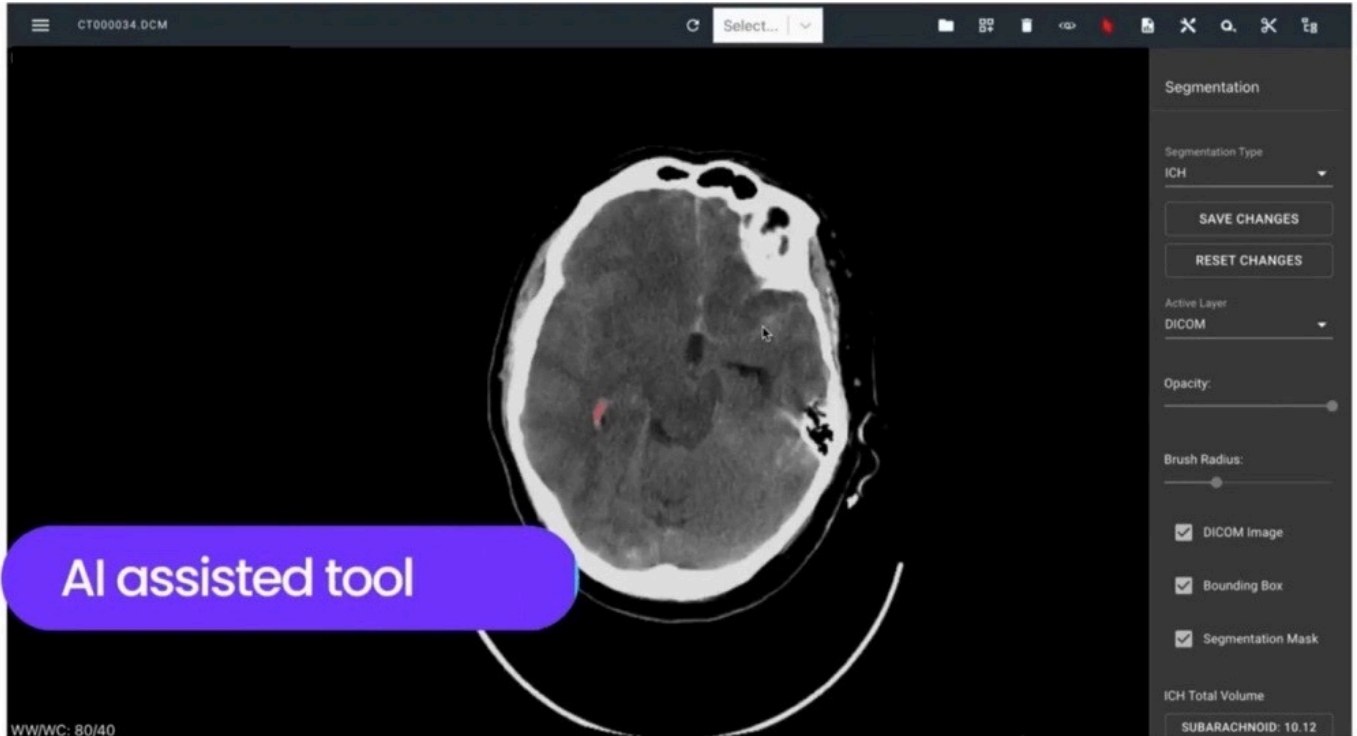 CT000034.DCM
Select...
Segmentation
Segmentation Type
ICH
SAVE CHANGES
RESET CHANGES
Active Layer
DICOM
Opacity:
Brush Radius:
DICOM Image
Bounding Box
Segmentation Mask
ICH Total Volume
SUBARACHNOID: 10.12
AI assisted tool
WW/WC: 80/40